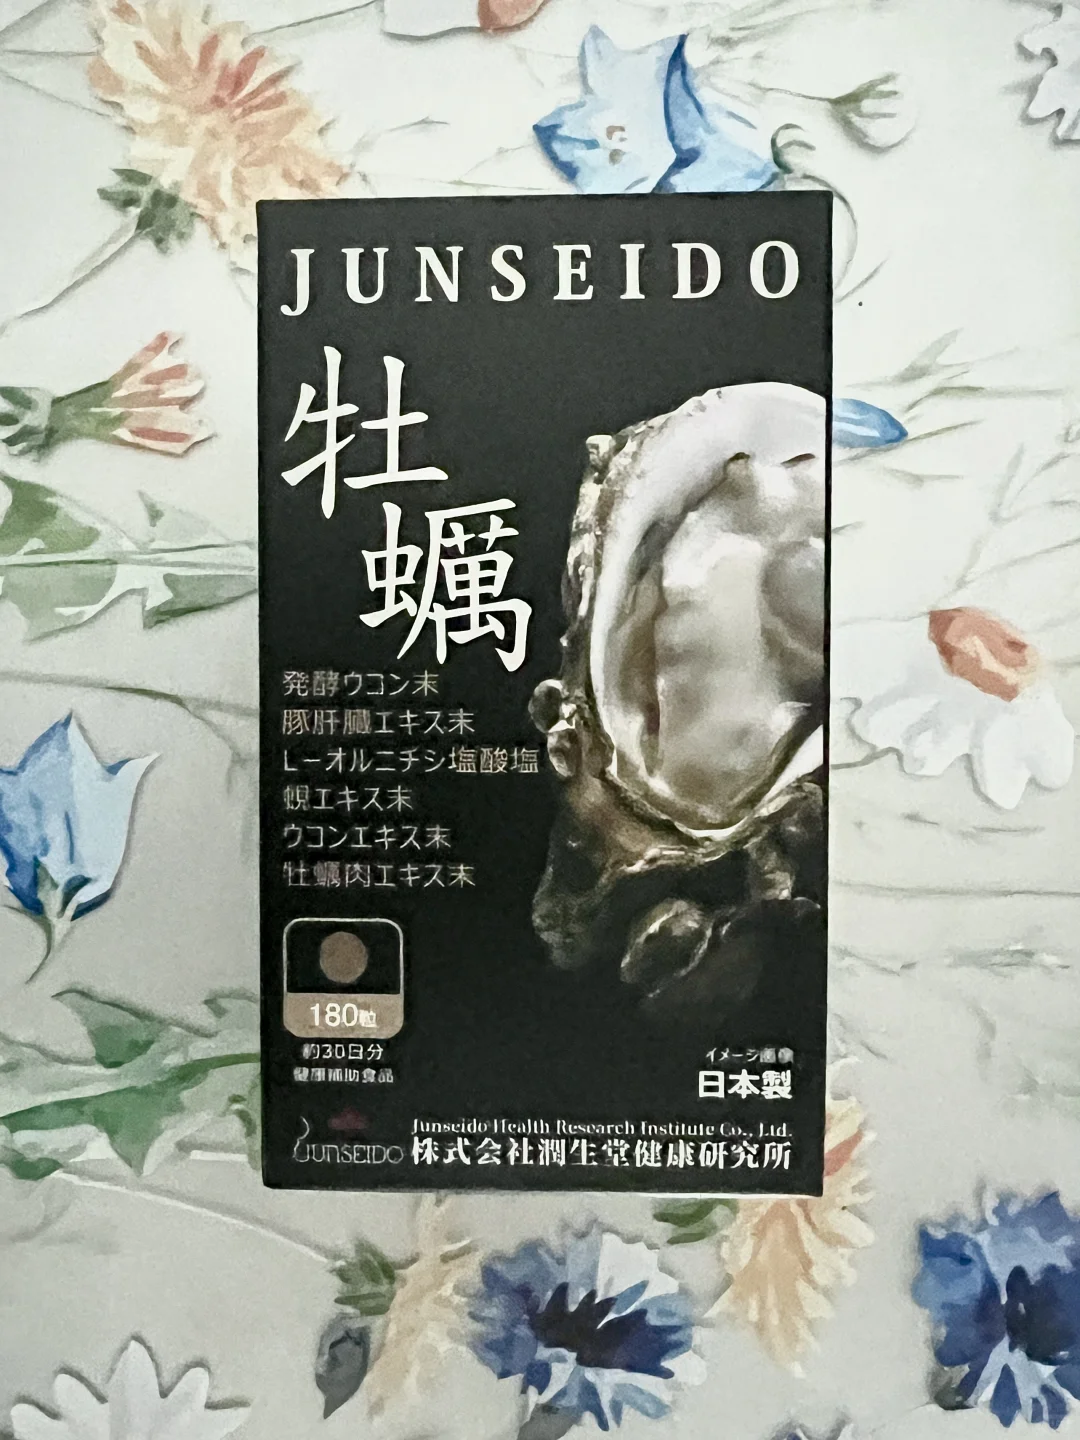 JUNSEIDO
牡
蠣
発酵ウコン末
豚肝臓エキス末
L-オルニチン塩酸塩
蜆エキス末
ウコンエキス末
牡蠣肉エキス末
180粒
約30日分
健康補助食品
イメージ画像
日本製
JUNSEIDO
Junseido Health Research Institute Co., Ltd.
株式会社潤生堂健康研究所